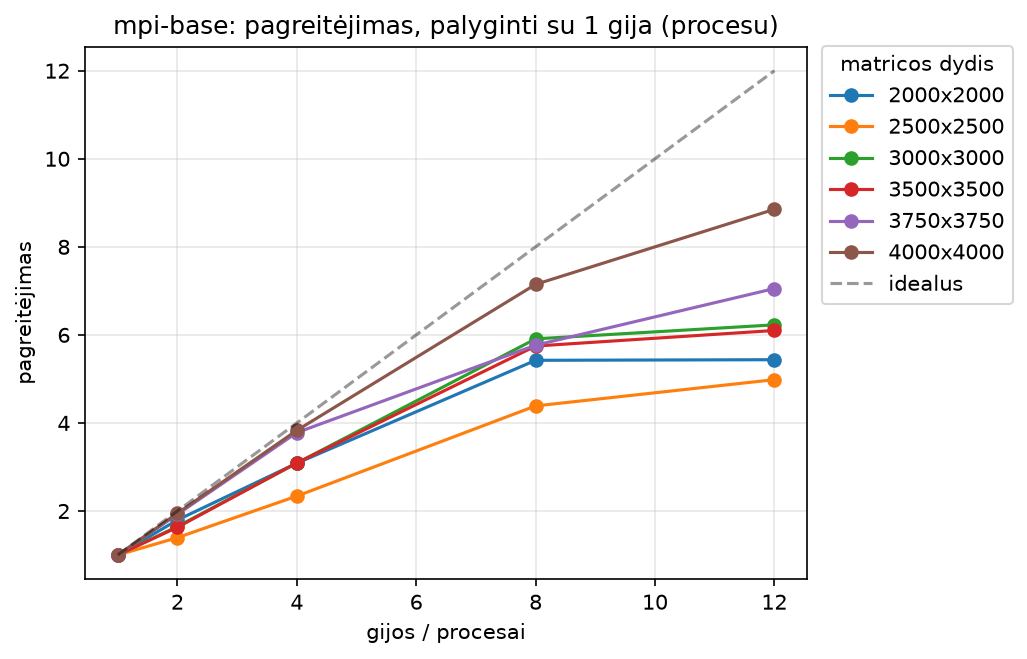 mpi-base: pagreitėjimas, palyginti su 1 gija (procesu)
pagreitėjimas
12
10
8
6
4
2
2
4
6
8
10
12
gijos / procesai
matricos dydis
2000x2000
2500x2500
3000x3000
3500x3500
3750x3750
4000x4000
idealus